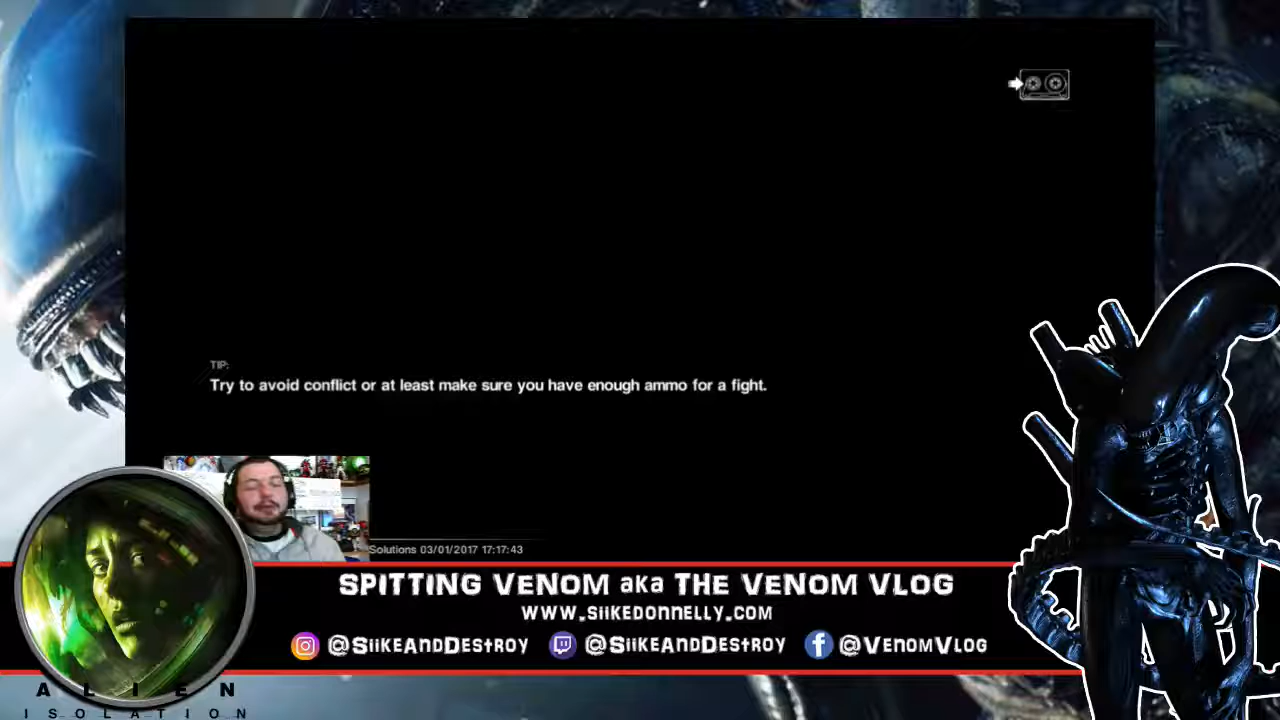 TIP:
Try to avoid conflict or at least make sure you have enough ammo for a fight.
Solutions 03/01/2017 17:17:43
SPITTING VENOM aka THE VENOM VLOG
WWW.SiiKEDONNELLY.COM
@SiiKEANDDESTROY @SiiKEANDDESTROY @VENOMVLOG
ALIEN
ISOLATION